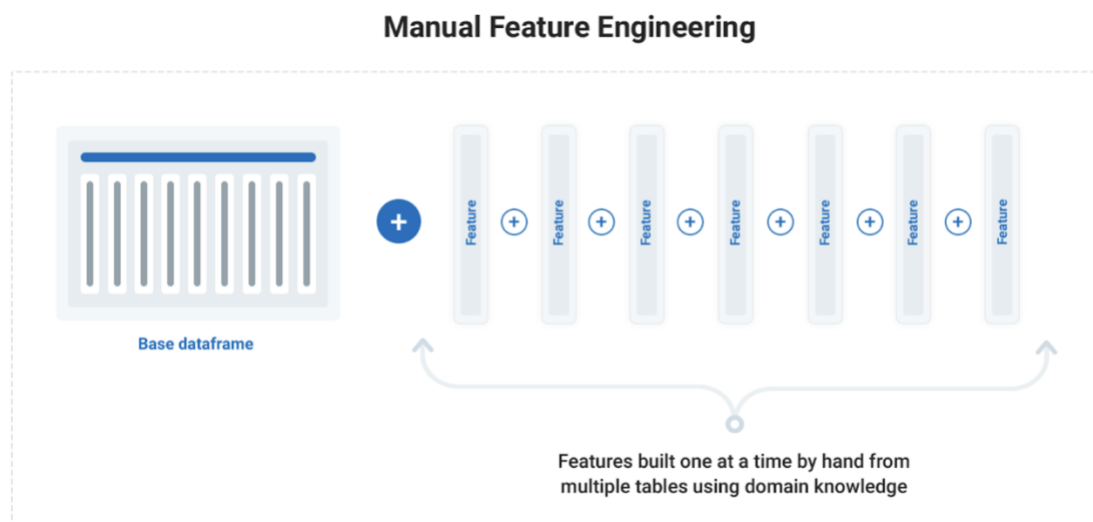 Manual Feature Engineering
+
Feature
+
Feature
+
Feature
+
Feature
+
Feature
+
Feature
+
Feature
Base dataframe
Features built one at a time by hand from
multiple tables using domain knowledge